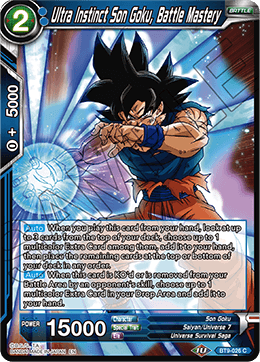 2
Ultra Instinct Son Goku, Battle Mastery
BATTLE
0 + 5000
Auto When you play this card from your hand, look at
up to 3 cards from the top of your deck, choose up to 1
multicolor Extra Card among them, add it to your hand,
then place the remaining cards at the top or bottom of
your deck in any order.
Auto When this card is KO'd or is removed from your
Battle Area by an opponent's skill, choose up to 1
multicolor Extra Card in your Drop Area and add it to
your hand.
POWER 15000
Character Son Goku
Special Trait Saiyan/Universe 7
Era Universe Survival Saga
BT9-026 C